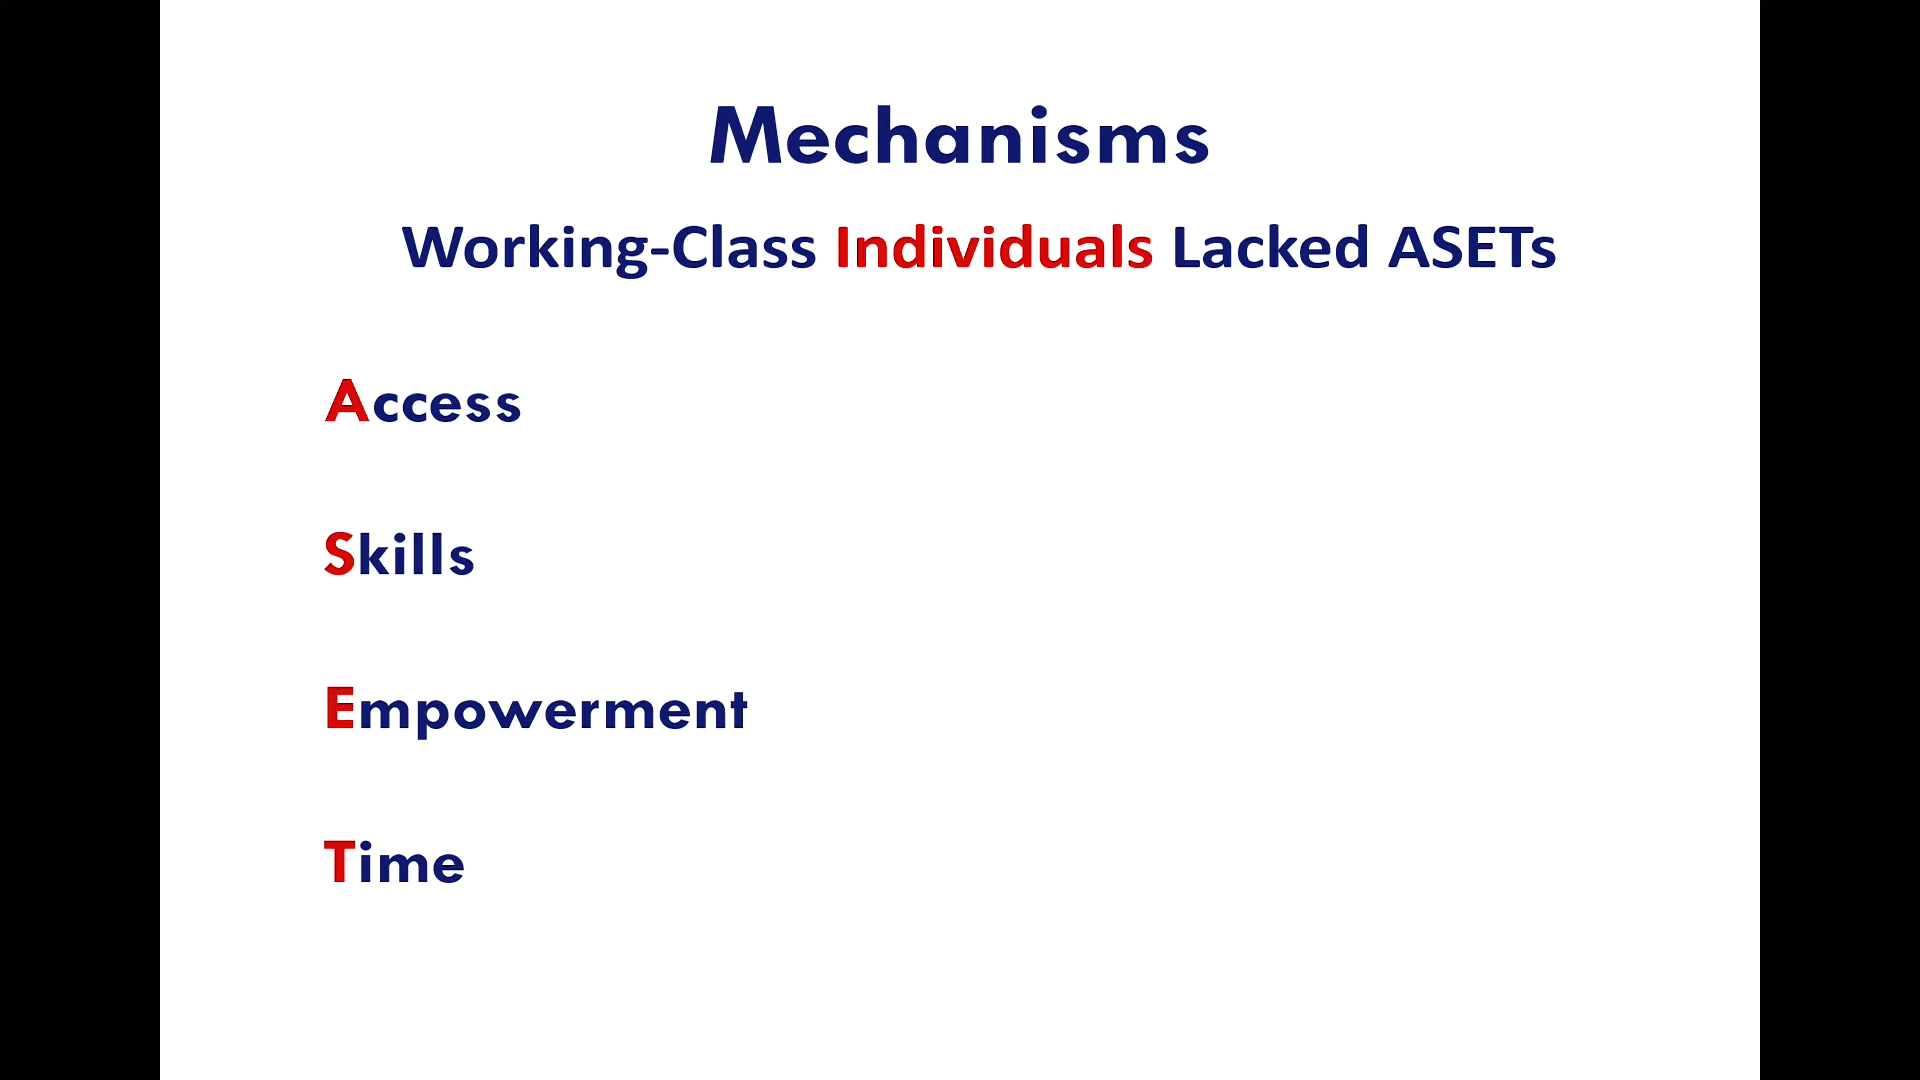 Mechanisms
Working-Class Individuals Lacked ASETs
Access
Skills
Empowerment
Time